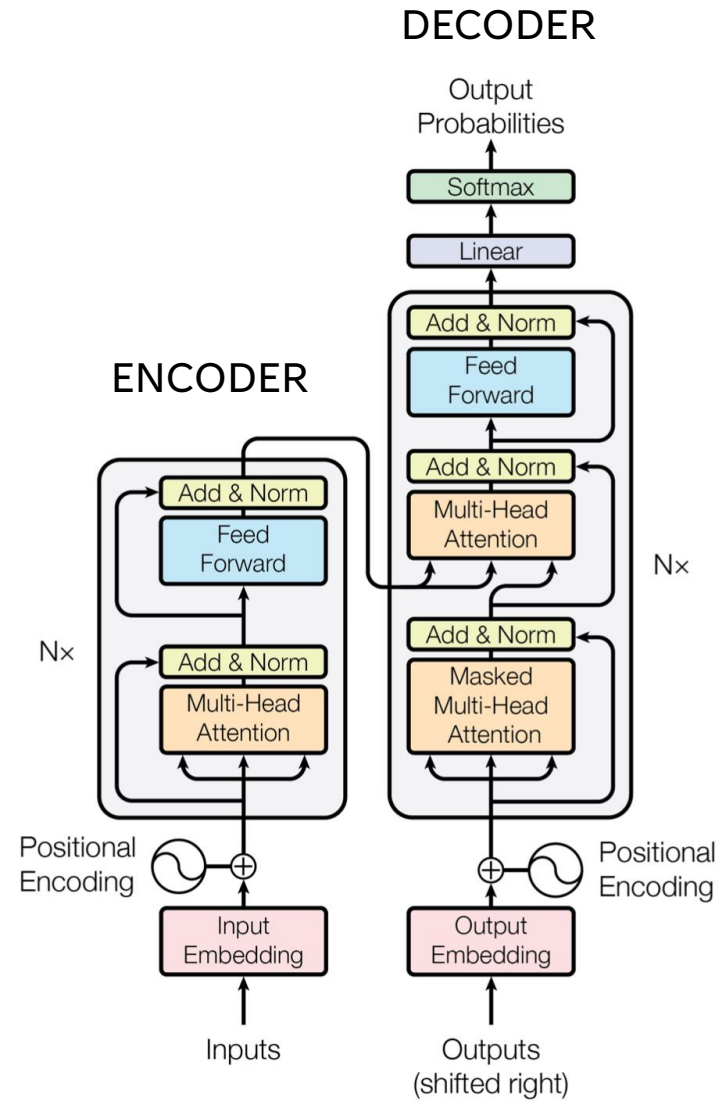 DECODER
Output
Probabilities
Softmax
Linear
Add & Norm
Feed
Forward
Add & Norm
Multi-Head
Attention
Add & Norm
Masked
Multi-Head
Attention
N×
Positional
Encoding
Output
Embedding
Outputs
(shifted right)
ENCODER
Add & Norm
Feed
Forward
Add & Norm
Multi-Head
Attention
N×
Positional
Encoding
Input
Embedding
Inputs